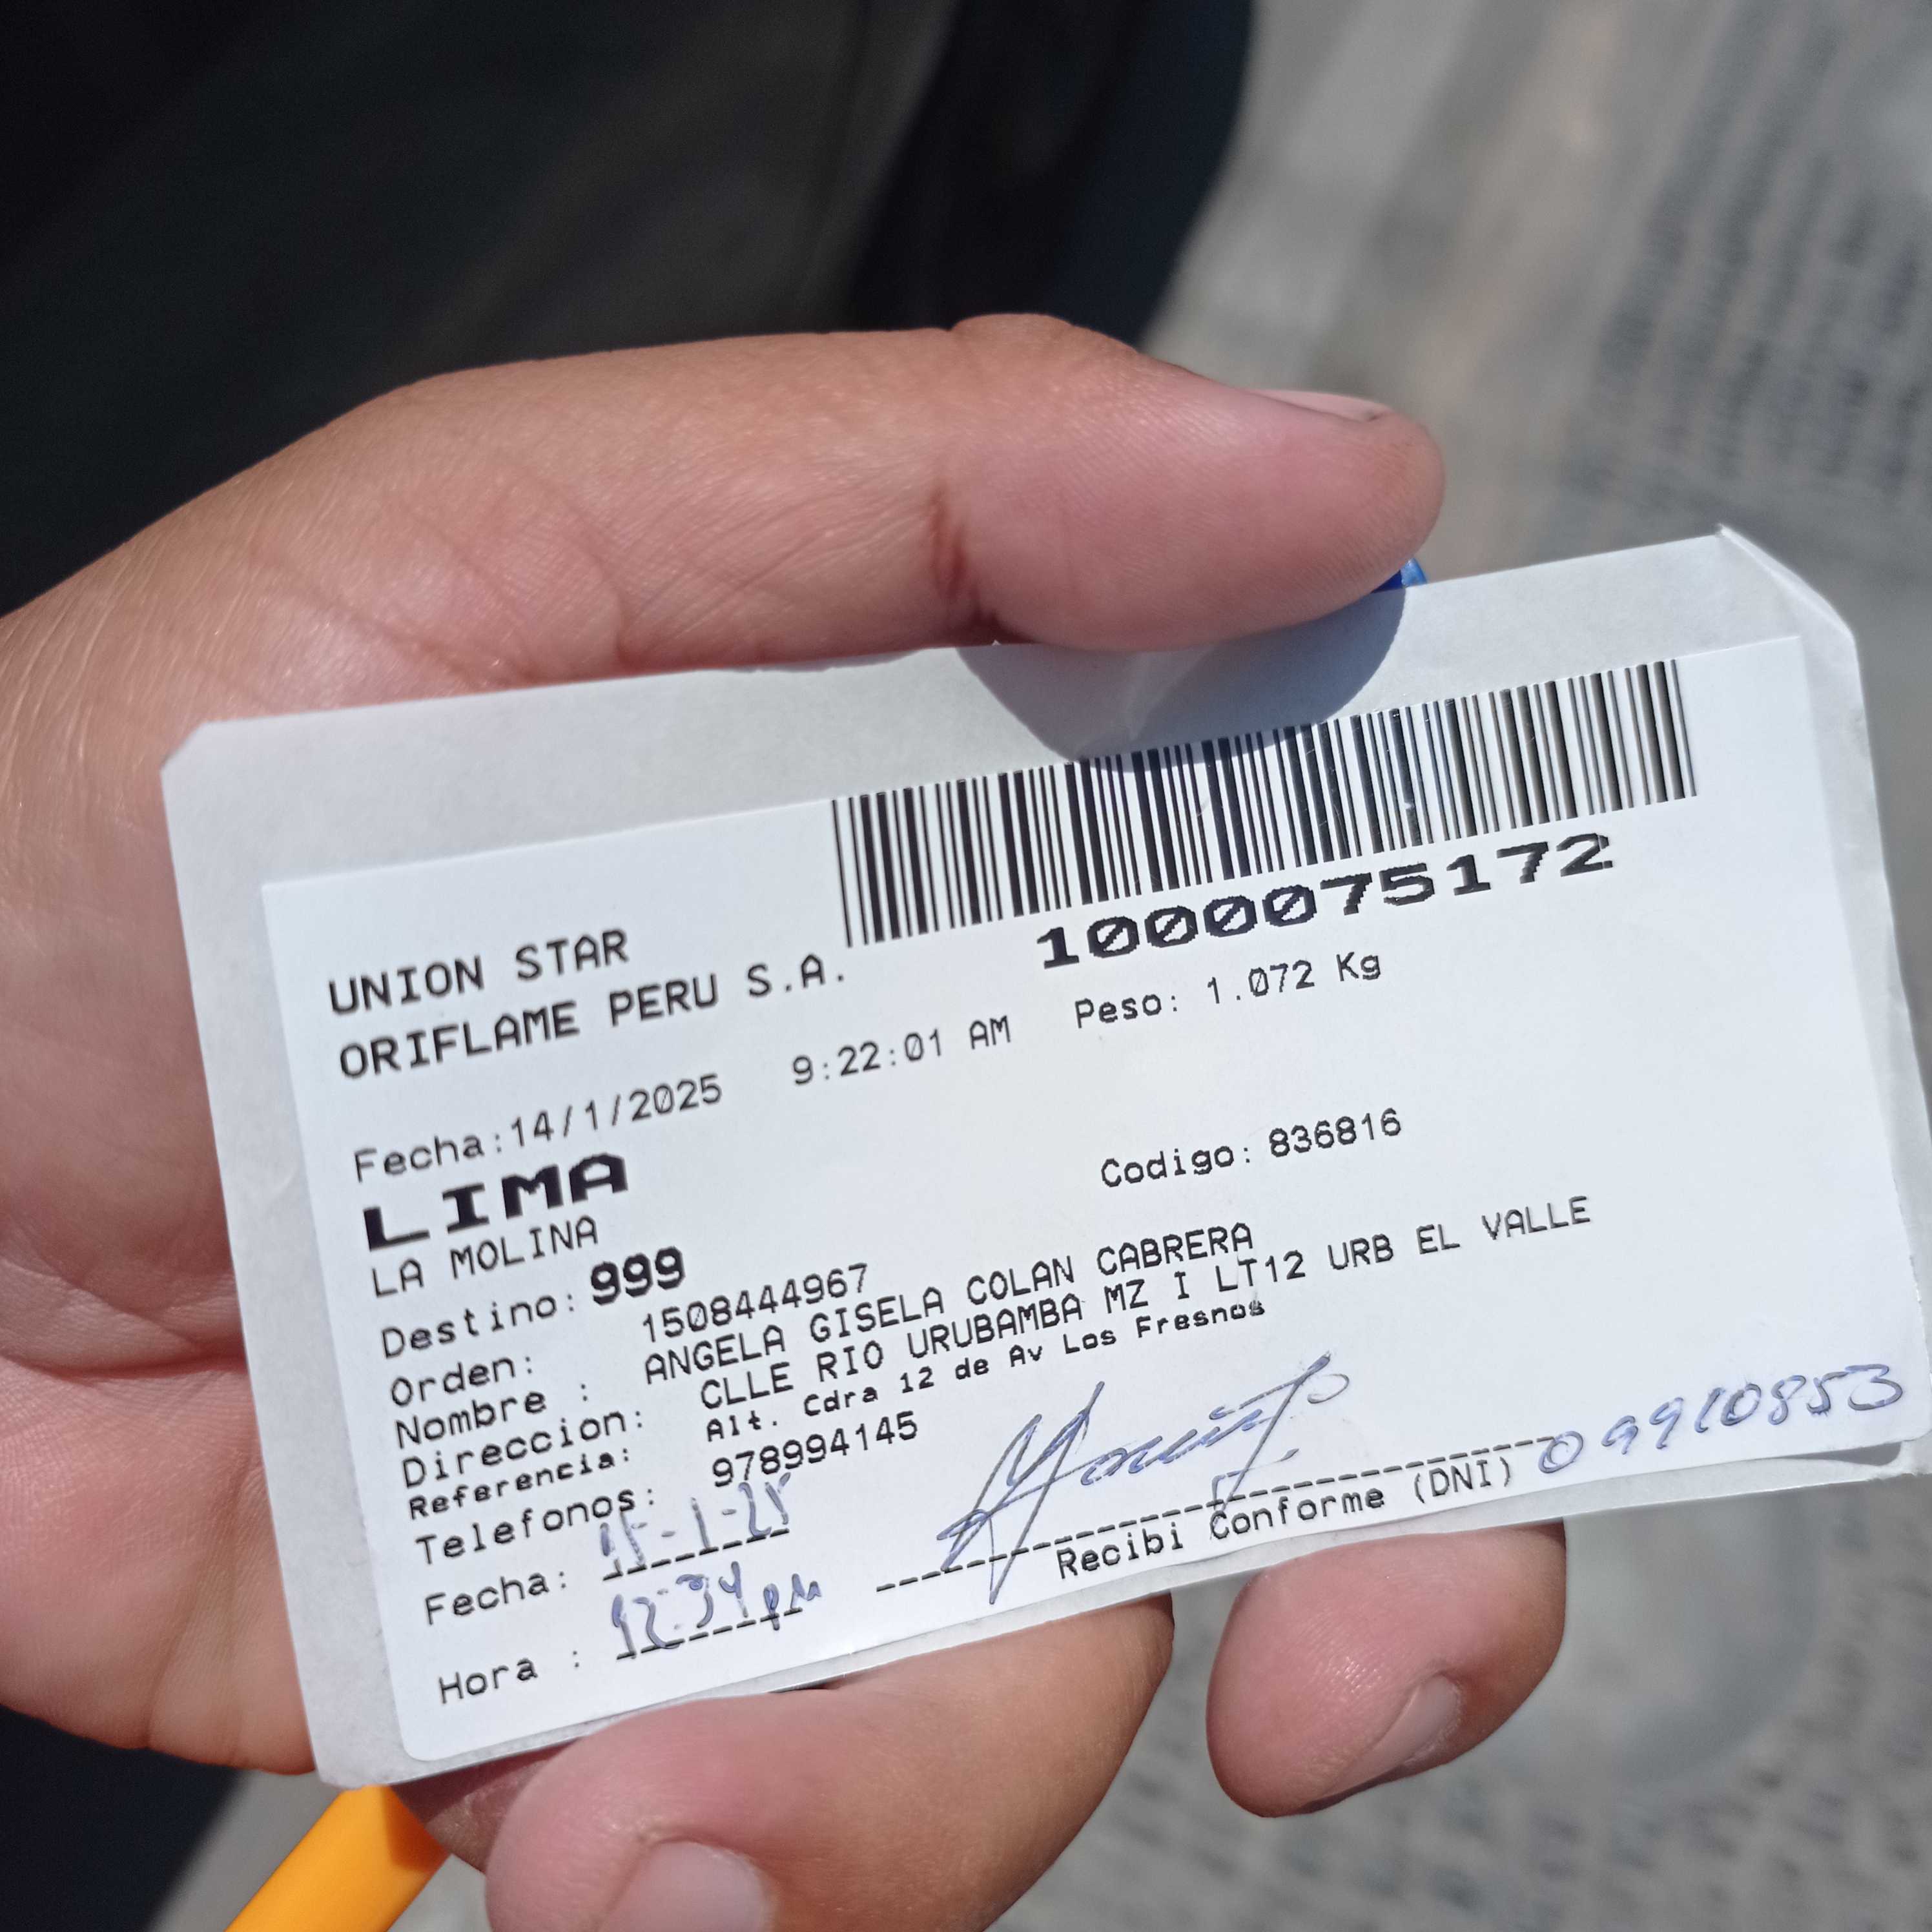 1000075172
UNION STAR
ORIFLAME PERU S.A.
Peso: 1.072 Kg
Fecha:14/1/2025 9:22:01 AM
LIMA
Codigo: 836816
LA MOLINA
Destino: 999
Orden: 1508444967
Nombre : ANGELA GISELA COLAN CABRERA
Direccion: CLLE RIO URUBAMBA MZ I LT12 URB EL VALLE
Referencia: Alt. Cdra 12 de Av Los Fresnos
Telefonos: 978994145
Fecha: 15-1-25
Hora : 12:34 pm
Recibi Conforme (DNI) 09910853